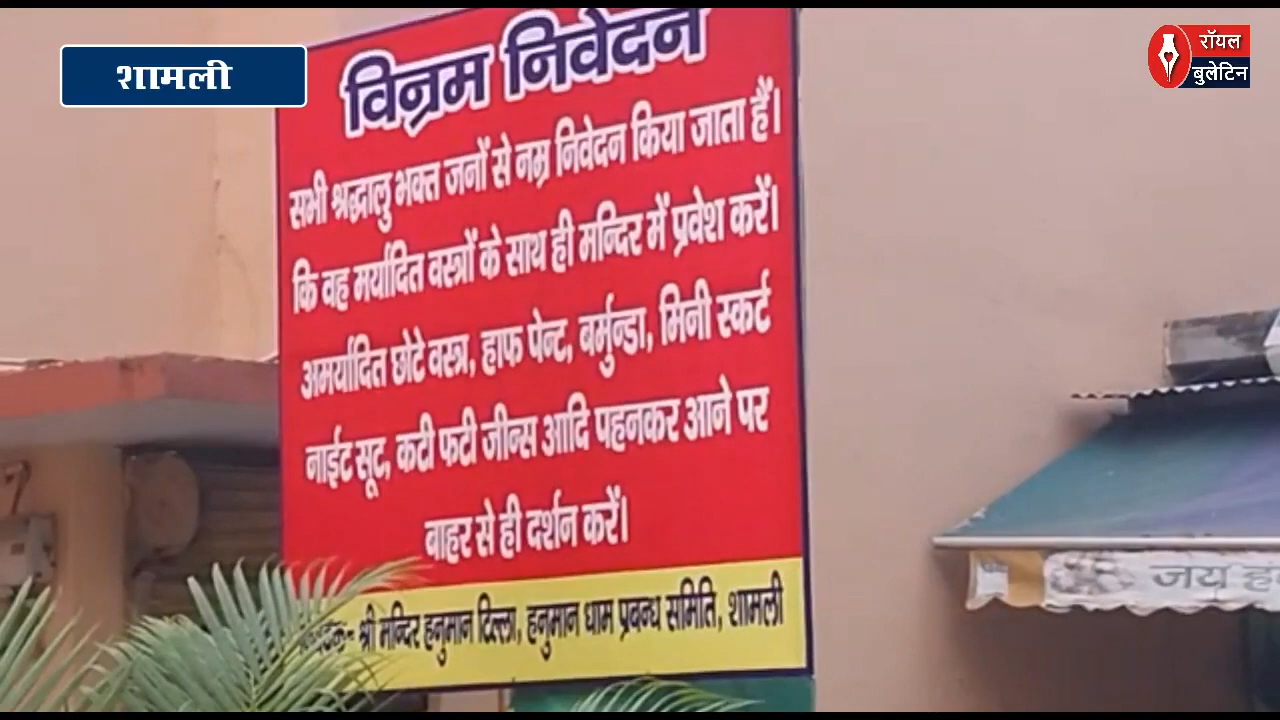 शामली
रॉयल
बुलेटिन
विनम्र निवेदन
सभी श्रद्धालु भक्त जनों से नम्र निवेदन किया जाता हैं।
कि वह मर्यादित वस्त्रों के साथ ही मन्दिर में प्रवेश करें।
अमर्यादित छोटे वस्त्र, हाफ पेन्ट, बर्मुन्डा, मिनी स्कर्ट
नाईट सूट, कटी फटी जीन्स आदि पहनकर आने पर
बाहर से ही दर्शन करें।
श्री मन्दिर हनुमान टिल्ला, हनुमान धाम प्रबन्ध समिति, शामली
जय